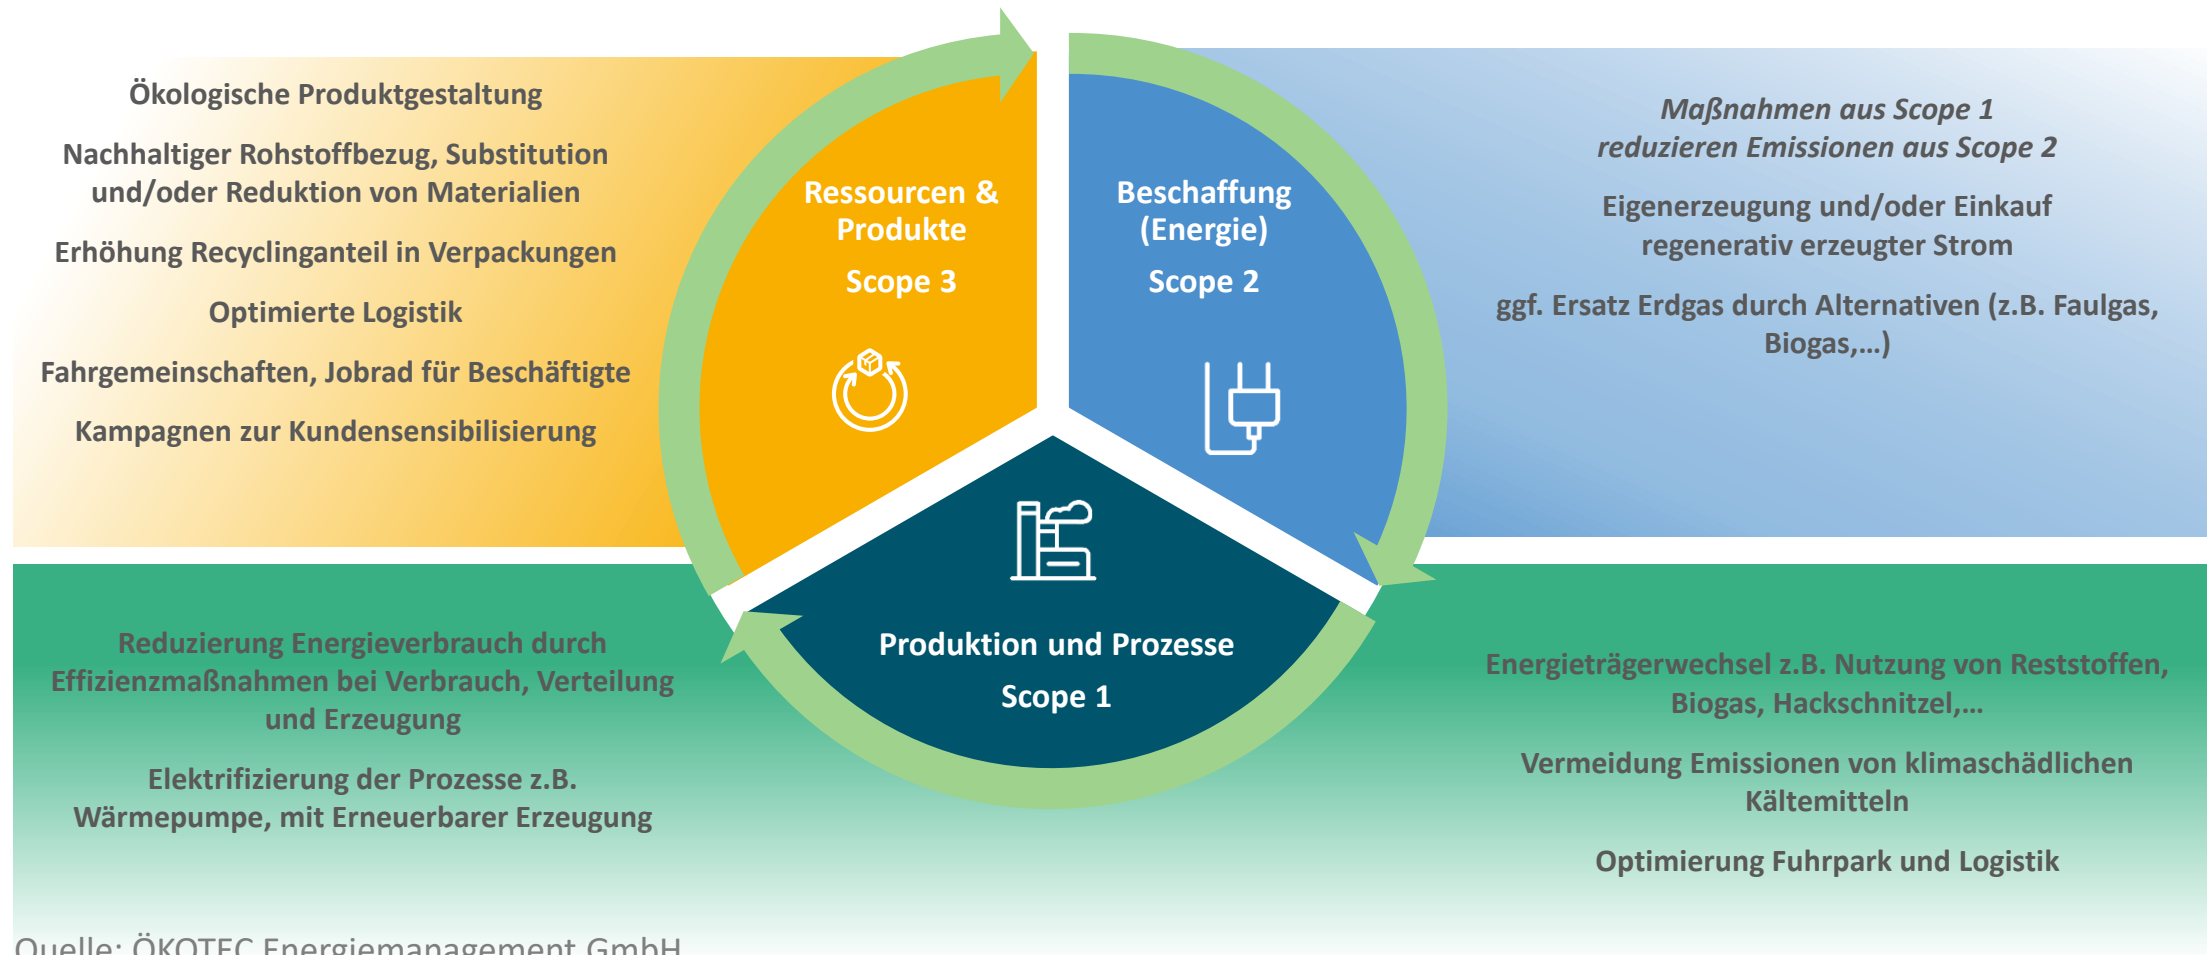 Ökologische Produktgestaltung
Nachhaltiger Rohstoffbezug, Substitution
und/oder Reduktion von Materialien
Erhöhung Recyclinganteil in Verpackungen
Optimierte Logistik
Fahrgemeinschaften, Jobrad für Beschäftigte
Kampagnen zur Kundensensibilisierung
Ressourcen &
Produkte
Scope 3
Beschaffung
(Energie)
Scope 2
Maßnahmen aus Scope 1
reduzieren Emissionen aus Scope 2
Eigenerzeugung und/oder Einkauf
regenerativ erzeugter Strom
ggf. Ersatz Erdgas durch Alternativen (z.B. Faulgas,
Biogas,...)
Reduzierung Energieverbrauch durch
Effizienzmaßnahmen bei Verbrauch, Verteilung
und Erzeugung
Elektrifizierung der Prozesse z.B.
Wärmepumpe, mit Erneuerbarer Erzeugung
Produktion und Prozesse
Scope 1
Energieträgerwechsel z.B. Nutzung von Reststoffen,
Biogas, Hackschnitzel,...
Vermeidung Emissionen von klimaschädlichen
Kältemitteln
Optimierung Fuhrpark und Logistik
Quelle: ÖKOTEC Energiemanagement GmbH